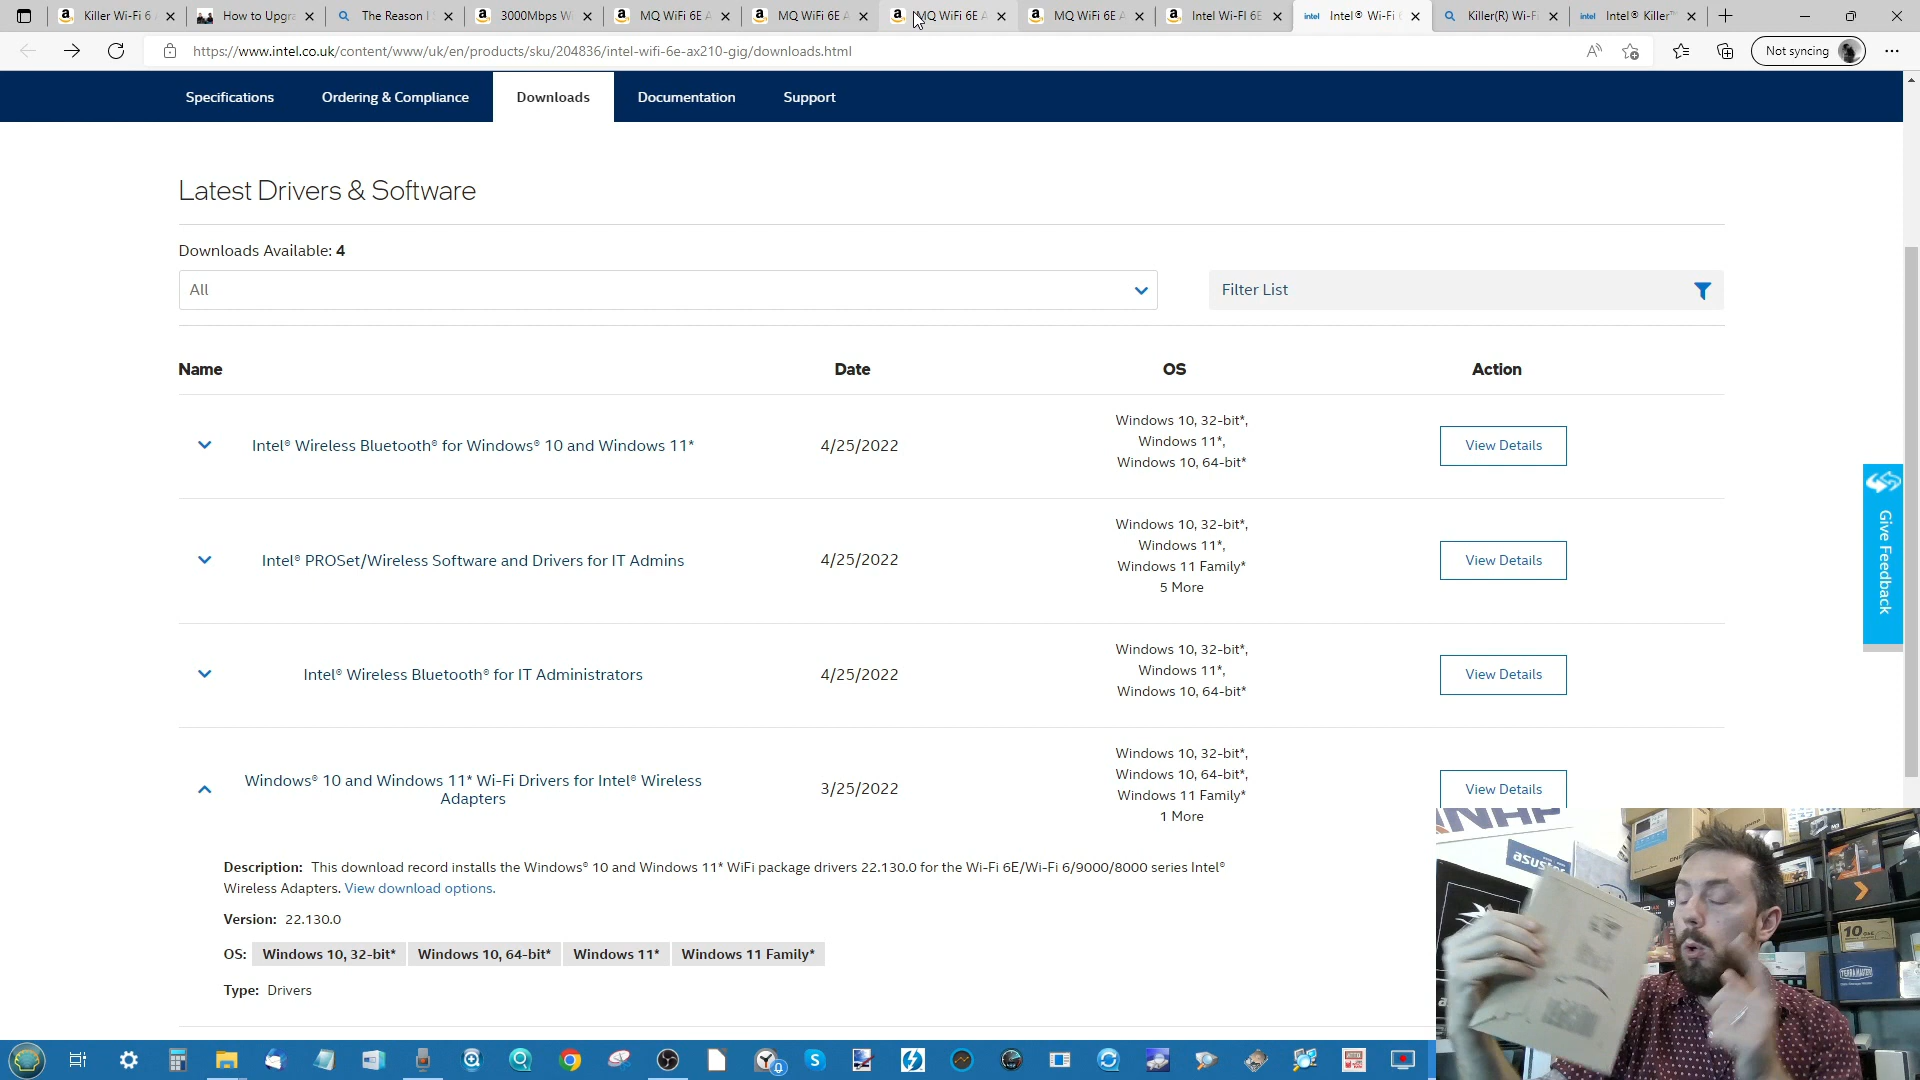 Killer Wi-Fi 6
How to Upgra
The Reason I
3000Mbps W
MQ WiFi 6E A
MQ WiFi 6E A
MQ WiFi 6E A
MQ WiFi 6E A
Intel Wi-FI 6E
intel Intel® Wi-Fi
Killer(R) Wi-Fi
intel Intel® Killer™
https://www.intel.co.uk/content/www/uk/en/products/sku/204836/intel-wifi-6e-ax210-gig/downloads.html
Not syncing
Specifications
Ordering & Compliance
Downloads
Documentation
Support
Latest Drivers & Software
Downloads Available: 4
All
Filter List
Name Date OS Action
Intel® Wireless Bluetooth® for Windows® 10 and Windows 11*
4/25/2022
Windows 10, 32-bit*,
Windows 11*,
Windows 10, 64-bit*
View Details
Intel® PROSet/Wireless Software and Drivers for IT Admins
4/25/2022
Windows 10, 32-bit*,
Windows 11*,
Windows 11 Family*
5 More
View Details
Intel® Wireless Bluetooth® for IT Administrators
4/25/2022
Windows 10, 32-bit*,
Windows 11*,
Windows 10, 64-bit*
View Details
Windows® 10 and Windows 11* Wi-Fi Drivers for Intel® Wireless
Adapters
3/25/2022
Windows 10, 32-bit*,
Windows 10, 64-bit*,
Windows 11 Family*
1 More
View Details
Give Feedback
Description: This download record installs the Windows® 10 and Windows 11* WiFi package drivers 22.130.0 for the Wi-Fi 6E/Wi-Fi 6/9000/8000 series Intel®
Wireless Adapters. View download options.
Version: 22.130.0
OS: Windows 10, 32-bit* Windows 10, 64-bit* Windows 11* Windows 11 Family*
Type: Drivers
10